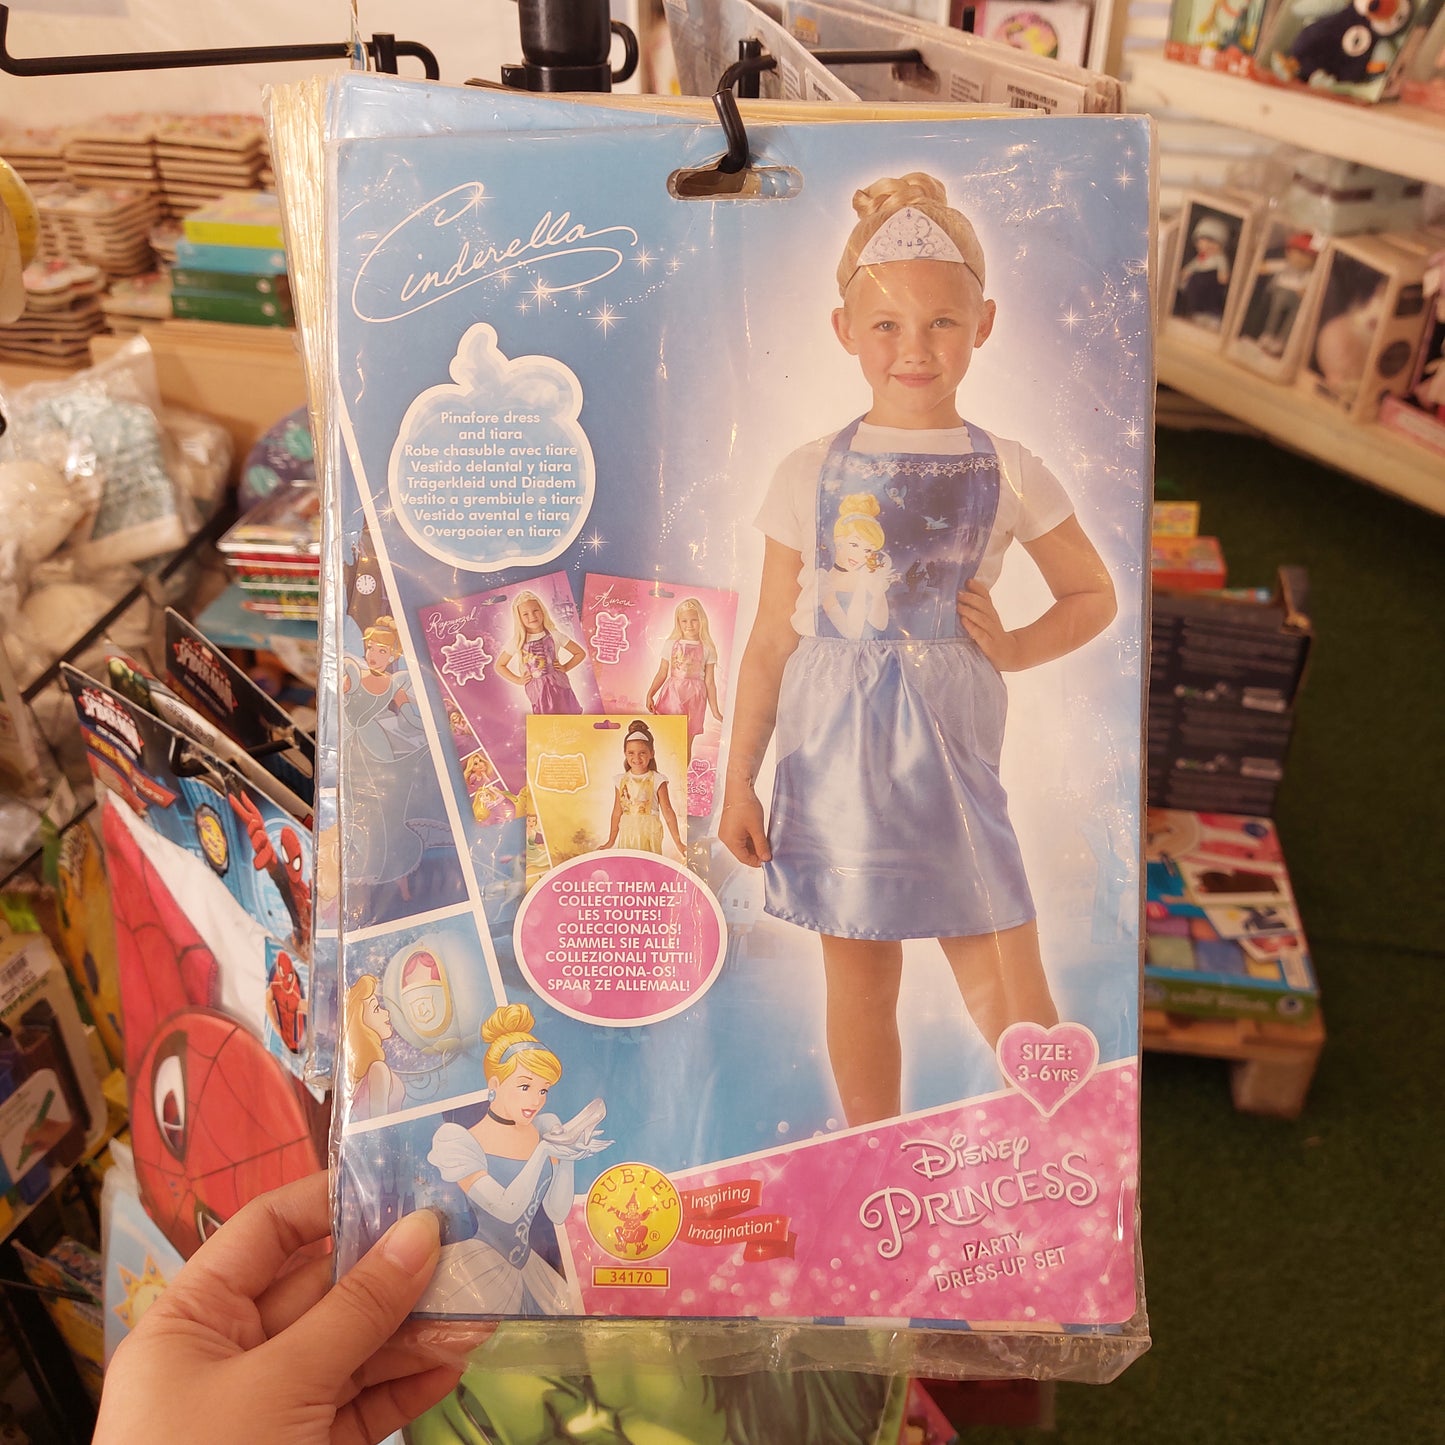 Cinderella
Pinafore dress
and tiara
Robe chasuble avec tiare
Vestido delantal y tiara
Trägerkleid und Diadem
Vestito a grembiule e tiara
Vestido avental e tiara
Overgooier en tiara
Rapunzel
Aurora
COLLECT THEM ALL!
COLLECTIONNEZ-
LES TOUTES!
COLECCIONALOS!
SAMMEL SIE ALLE!
COLLEZIONALI TUTTI!
COLECIONA-OS!
SPAAR ZE ALLEMAAL!
SIZE:
3-6YRS
RUBIE'S
®
34170
Inspiring
Imagination
Disney
PRINCESS
PARTY
DRESS-UP SET